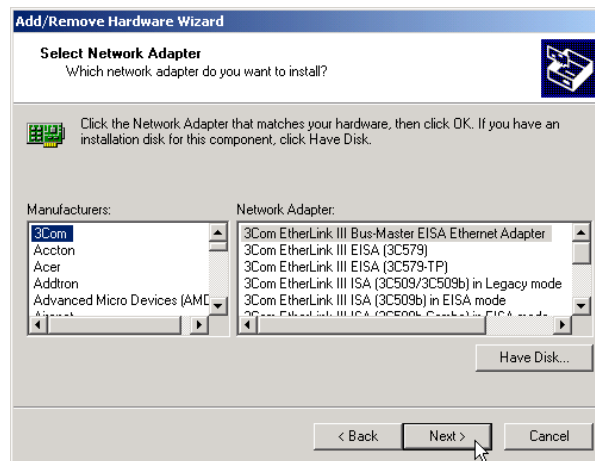 Add/Remove Hardware Wizard
Select Network Adapter
Which network adapter do you want to install?
Click the Network Adapter that matches your hardware, then click OK. If you have an
installation disk for this component, click Have Disk.
Manufacturers:
3Com
Accton
Acer
Addtron
Advanced Micro Devices (AMD
Network Adapter:
3Com EtherLink III Bus-Master EISA Ethernet Adapter
3Com EtherLink III EISA (3C579)
3Com EtherLink III EISA (3C579-TP)
3Com EtherLink III ISA (3C509/3C509b) in Legacy mode
3Com EtherLink III ISA (3C509b) in EISA mode
Have Disk...
< Back
Next >
Cancel